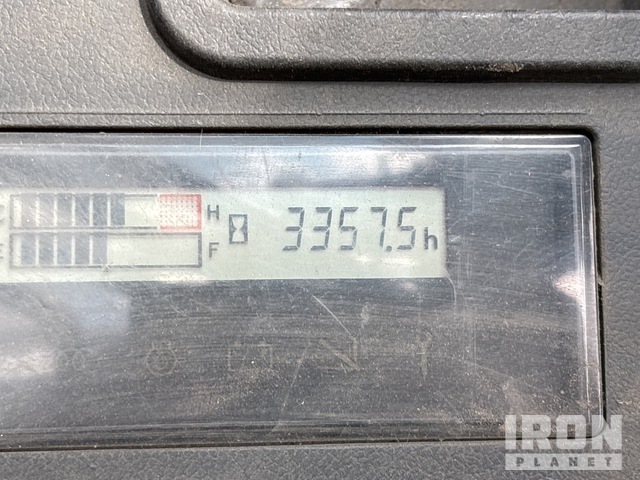 C H 3357.5h
E F
IRON
PLANET